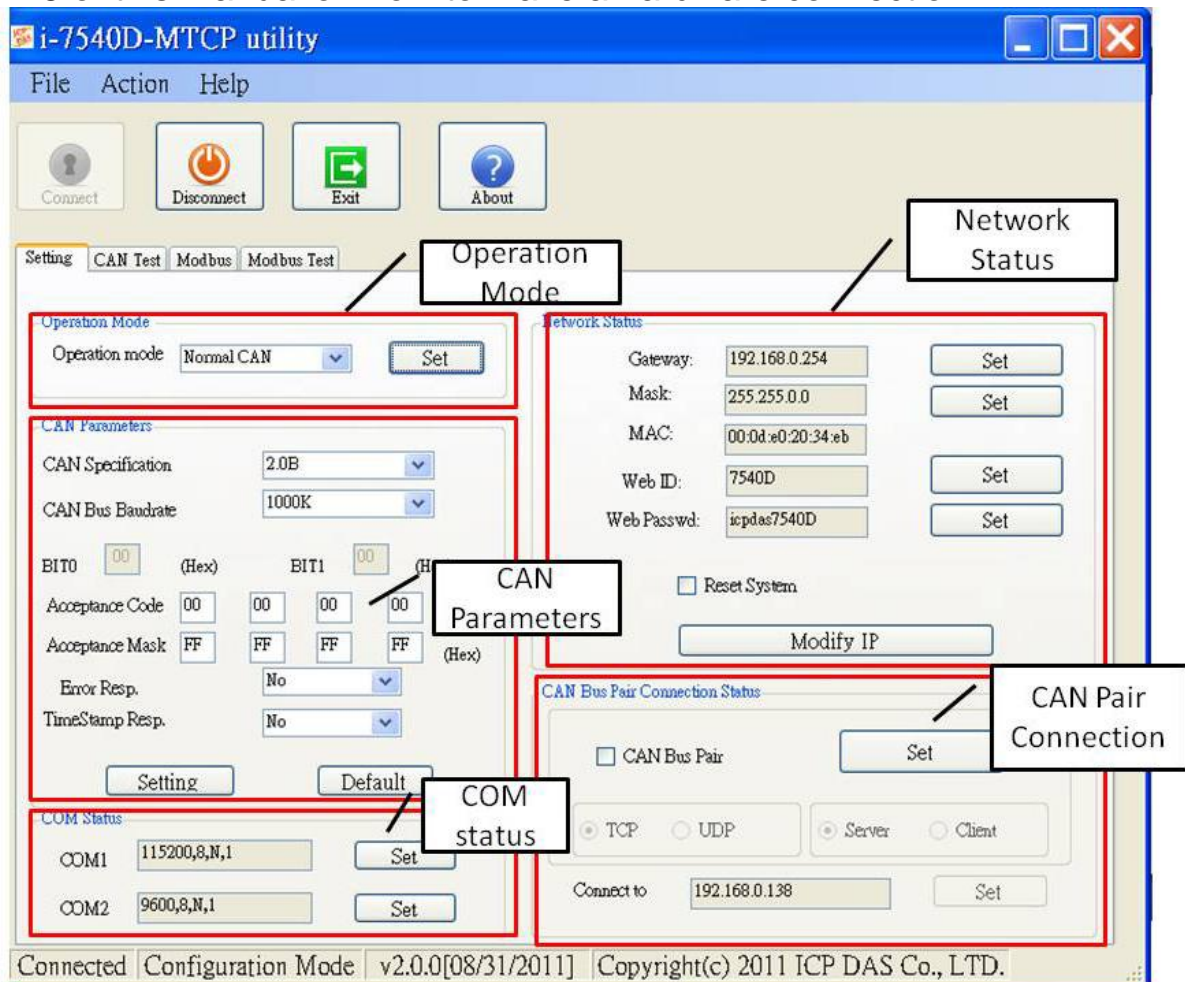 i-7540D-MTCP utility
File Action Help
Connect Disconnect Exit About
Setting CAN Test Modbus Modbus Test
Operation Mode
Network Status
Operation Mode
Operation mode Normal CAN Set
CAN Parameters
CAN Specification 2.0B
CAN Bus Baudrate 1000K
BIT0 00 (Hex) BIT1 00
Acceptance Code 00 00 00 00
Acceptance Mask FF FF FF FF (Hex)
Error Resp. No
TimeStamp Resp. No
Setting Default
CAN Parameters
COM Status
COM1 115200,8,N,1 Set
COM2 9600,8,N,1 Set
COM status
Network Status
Gateway: 192.168.0.254 Set
Mask: 255.255.0.0 Set
MAC: 00:0d:e0:20:34:eb
Web ID: 7540D Set
Web Passwd: icpdas7540D Set
Reset System
Modify IP
CAN Bus Pair Connection Status
CAN Pair Connection
CAN Bus Pair Set
TCP UDP Server Client
Connect to 192.168.0.138 Set
Connected Configuration Mode v2.0.0[08/31/2011] Copyright(c) 2011 ICP DAS Co., LTD.